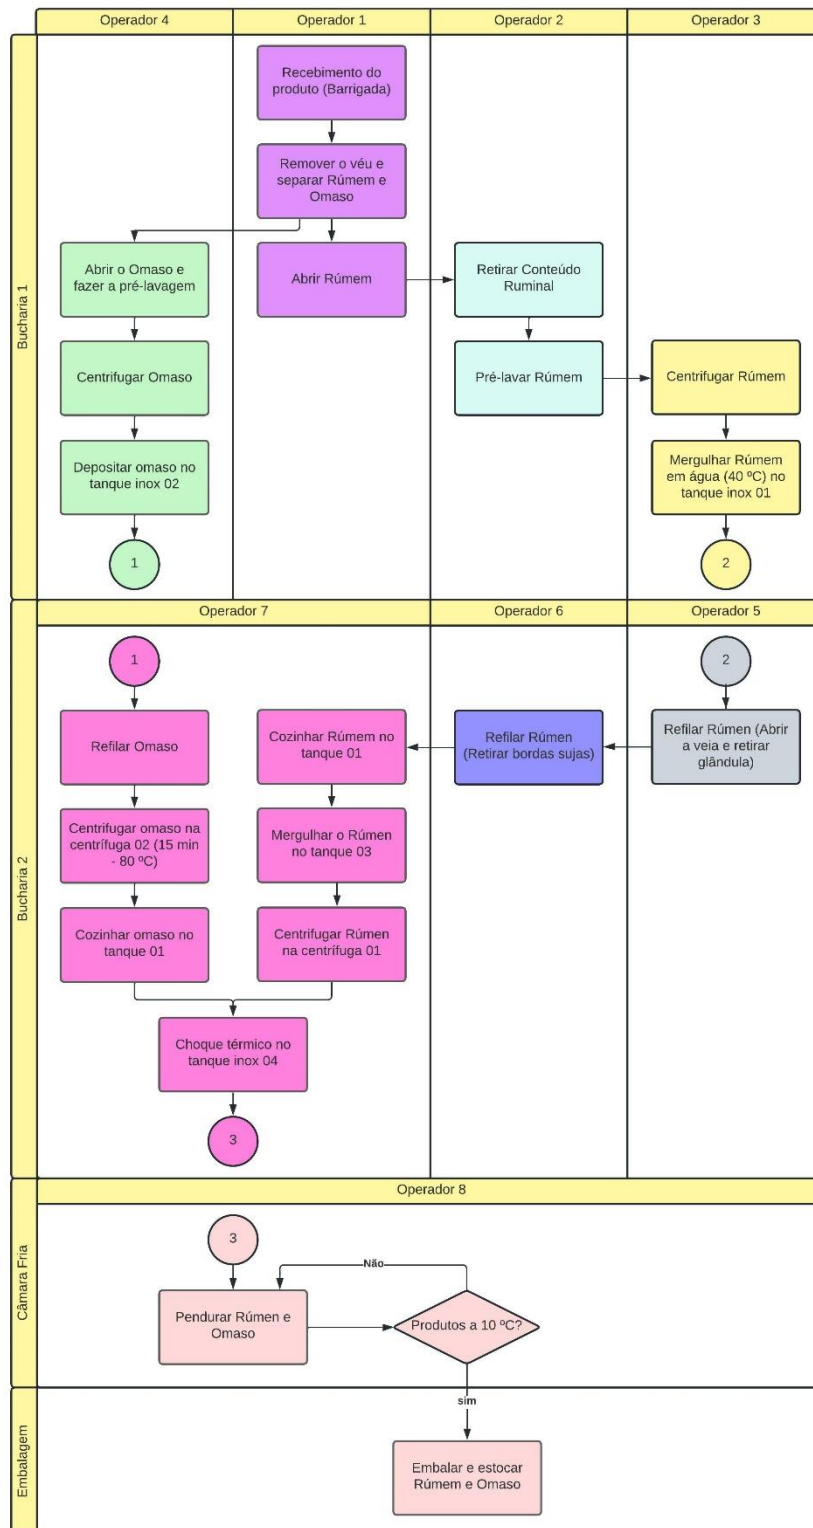 Operador 4
Operador 1
Operador 2
Operador 3
Bucharia 1
Recebimento do
produto (Barrigada)
Remover o véu e
separar Rúmem e
Omaso
Abrir o Omaso e
fazer a pré-lavagem
Abrir Rúmem
Retirar Conteúdo
Ruminal
Centrifugar Omaso
Pré-lavar Rúmem
Centrifugar Rúmem
Depositar omaso no
tanque inox 02
Mergulhar Rúmem
em água (40 ºC) no
tanque inox 01
1
2
Operador 7
Operador 6
Operador 5
Bucharia 2
1
2
Refilar Omaso
Cozinhar Rúmem no
tanque 01
Refilar Rúmen
(Retirar bordas sujas)
Refilar Rúmen (Abrir
a veia e retirar
glândula)
Centrifugar omaso na
centrífuga 02 (15 min
- 80 ºC)
Mergulhar o Rúmen
no tanque 03
Cozinhar omaso no
tanque 01
Centrifugar Rúmen
na centrífuga 01
Choque térmico no
tanque inox 04
3
Operador 8
Câmara Fria
3
Não
Pendurar Rúmen e
Omaso
Produtos a 10 ºC?
sim
Embalagem
Embalar e estocar
Rúmem e Omaso